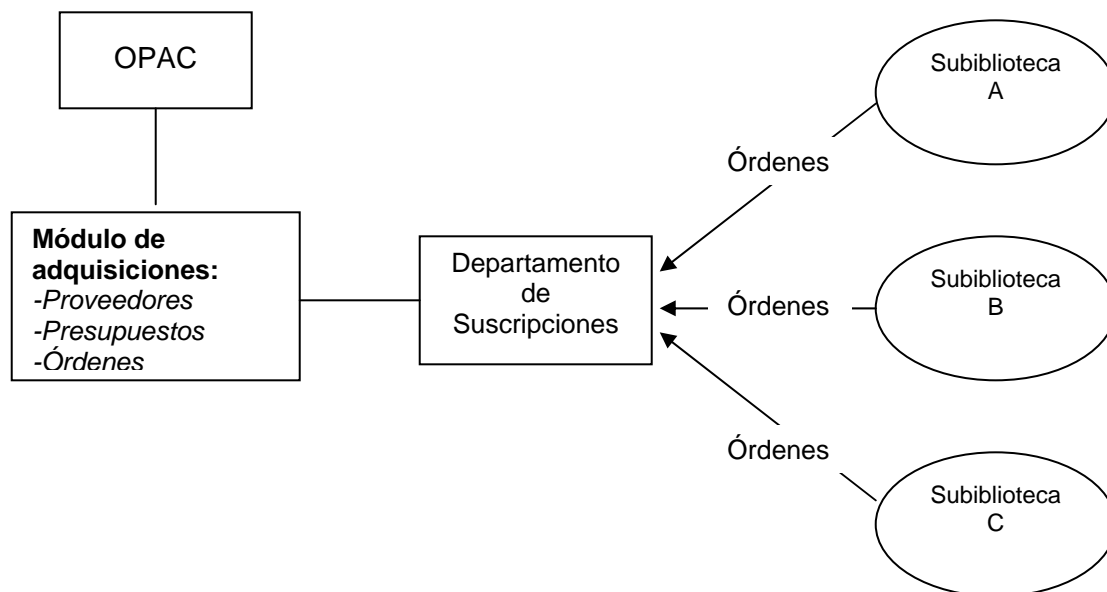 OPAC
Módulo de
adquisiciones:
-Proveedores
-Presupuestos
-Órdenes
Departamento
de
Suscripciones
Órdenes
Órdenes
Órdenes
Subiblioteca
A
Subiblioteca
B
Subiblioteca
C